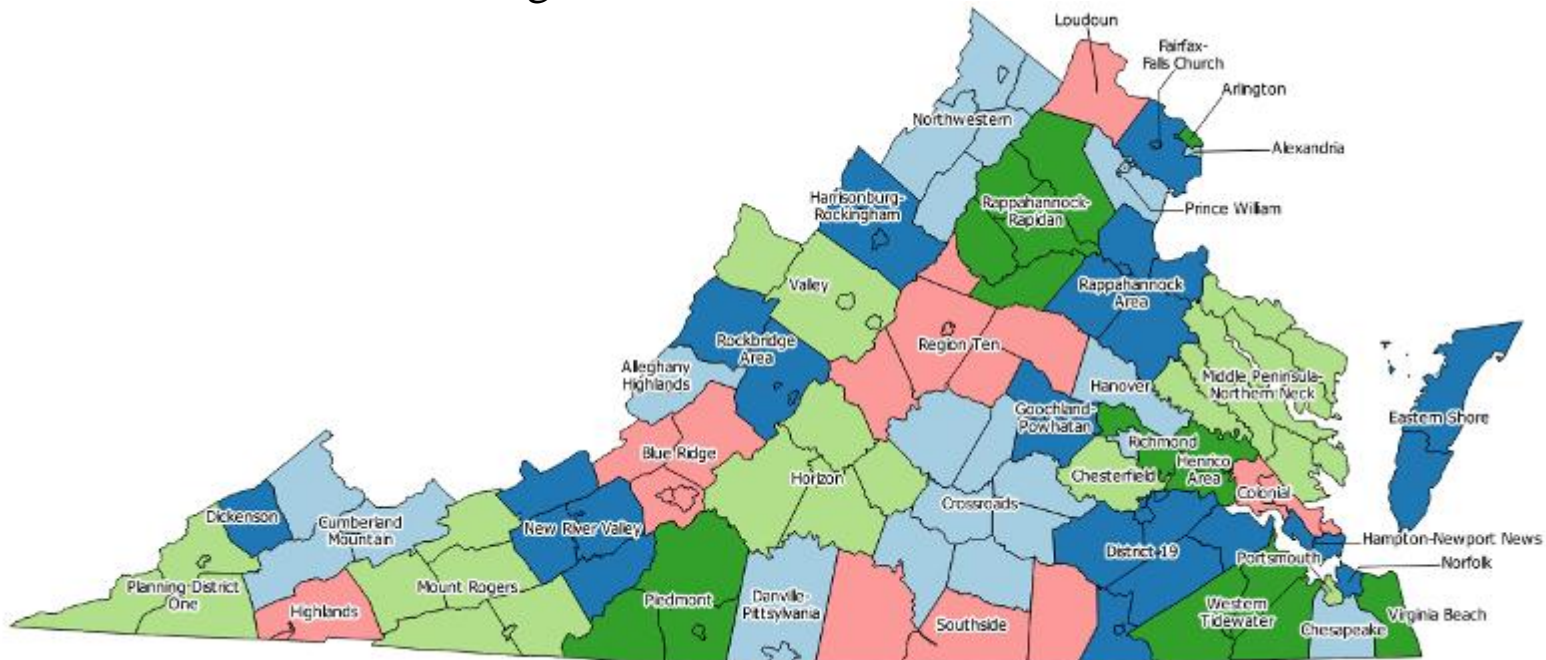 Loudoun
Fairfax-
Falls Church
Arlington
Northwestern
Alexandria
Harrisonburg-
Rockingham
Rappahannock-
Rapidan
Prince William
Valley
Rappahannock
Area
Rockbridge
Area
Region Ten
Alleghany
Highlands
Hanover
Middle Peninsula-
Northern Neck
Goochland-
Powhatan
Eastern Shore
Richmond
Blue Ridge
Henrico
Area
Horizon
Chesterfield
Colonial
Crossroads
Dickenson
Cumberland
Mountain
New River Valley
Hampton-Newport News
District 19
Portsmouth
Norfolk
Planning District
One
Mount Rogers
Highlands
Piedmont
Danville-
Pittsylvania
Southside
Western
Tidewater
Chesapeake
Virginia Beach